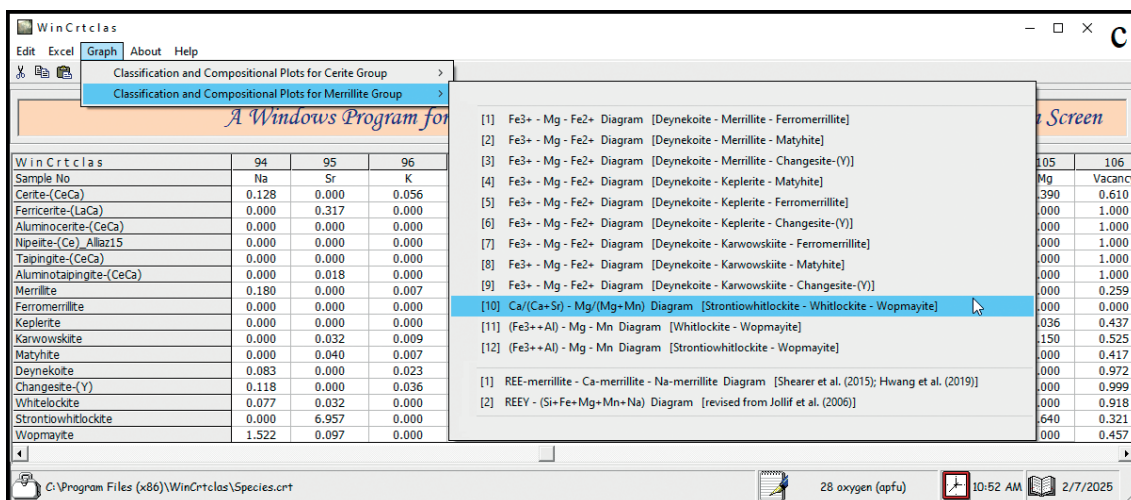 WinCrtclas
c
Edit Excel Graph About Help
Classification and Compositional Plots for Cerite Group >
Classification and Compositional Plots for Merrillite Group >
A Windows Program for
Screen
[1] Fe3+ - Mg - Fe2+ Diagram [Deynekoite - Merrillite - Ferromerrillite]
[2] Fe3+ - Mg - Fe2+ Diagram [Deynekoite - Merrillite - Matyhite]
[3] Fe3+ - Mg - Fe2+ Diagram [Deynekoite - Merrillite - Changesite-(Y)]
[4] Fe3+ - Mg - Fe2+ Diagram [Deynekoite - Keplerite - Matyhite]
[5] Fe3+ - Mg - Fe2+ Diagram [Deynekoite - Keplerite - Ferromerrillite]
[6] Fe3+ - Mg - Fe2+ Diagram [Deynekoite - Keplerite - Changesite-(Y)]
[7] Fe3+ - Mg - Fe2+ Diagram [Deynekoite - Karwowskiite - Ferromerrillite]
[8] Fe3+ - Mg - Fe2+ Diagram [Deynekoite - Karwowskiite - Matyhite]
[9] Fe3+ - Mg - Fe2+ Diagram [Deynekoite - Karwowskiite - Changesite-(Y)]
[10] Ca/(Ca+Sr) - Mg/(Mg+Mn) Diagram [Strontiowhitlockite - Whitlockite - Wopmayite]
[11] (Fe3++Al) - Mg - Mn Diagram [Whitlockite - Wopmayite]
[12] (Fe3++Al) - Mg - Mn Diagram [Strontiowhitlockite - Wopmayite]
[1] REE-merrillite - Ca-merrillite - Na-merrillite Diagram [Shearer et al. (2015); Hwang et al. (2019)]
[2] REEY - (Si+Fe+Mg+Mn+Na) Diagram [revised from Jollif et al. (2006)]
WinCrtclas 94 95 96 105 106
Sample No Na Sr K Mg Vacancy
Cerite-(CeCa) 0.128 0.000 0.056 .390 0.610
Ferricerite-(LaCa) 0.000 0.317 0.000 .000 1.000
Aluminocerite-(CeCa) 0.000 0.000 0.000 .000 1.000
Nipeiite-(Ce)_Alliaz15 0.000 0.000 0.000 .000 1.000
Taipingite-(CeCa) 0.000 0.000 0.000 .000 1.000
Aluminotaipingite-(CeCa) 0.000 0.018 0.000 .000 1.000
Merrillite 0.180 0.000 0.007 .000 0.259
Ferromerrillite 0.000 0.000 0.000 .000 0.000
Keplerite 0.000 0.000 0.000 .036 0.437
Karwowskiite 0.000 0.032 0.009 .150 0.525
Matyhite 0.000 0.040 0.007 .000 0.417
Deynekoite 0.083 0.000 0.023 .000 0.972
Changesite-(Y) 0.118 0.000 0.036 .000 0.999
Whitelockite 0.077 0.032 0.000 .000 0.918
Strontiowhitlockite 0.000 6.957 0.000 .640 0.321
Wopmayite 1.522 0.097 0.000 000 0.457
C:\Program Files (x86)\WinCrtclas\Species.crt
28 oxygen (apfu)
10:52 AM
2/7/2025